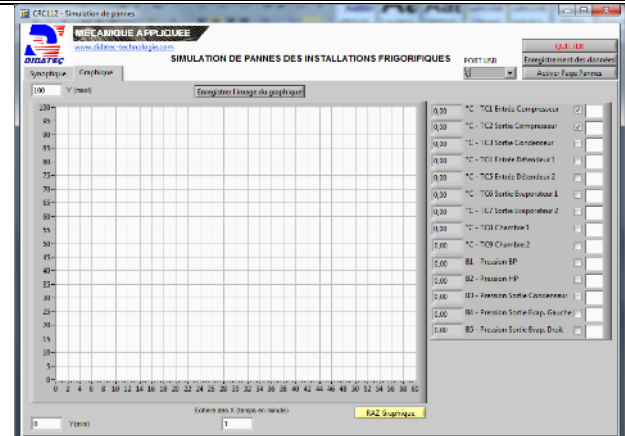 CRC112 - Simulation de pannes
MECANIQUE APPLIQUEE
www.didatec-technologie.com
DIDATEC
SIMULATION DE PANNES DES INSTALLATIONS FRIGORIFIQUES
PORT USB
QUITTER
Enregistrement des données
Activer Page Pannes
Synoptique
Graphique
100 Y (maxi)
Enregistrer l'image du graphique
100
95
90
85
80
75
70
65
60
55
50
45
40
35
30
25
20
15
10
5
0
0 2 4 6 8 10 12 14 16 18 20 22 24 26 28 30 32 34 36 38 40 42 44 46 48 50 52 54 56 58 60
0,00 °C - TC1 Entrée Compresseur
0,00 °C - TC2 Sortie Compresseur
0,00 °C - TC3 Sortie Condenseur
0,00 °C - TC4 Entrée Détendeur 1
0,00 °C - TC5 Entrée Détendeur 2
0,00 °C - TC6 Sortie Evaporateur 1
0,00 °C - TC7 Sortie Evaporateur 2
0,00 °C - TC8 Chambre 1
0,00 °C - TC9 Chambre 2
0,00 B1 - Pression BP
0,00 B2 - Pression HP
0,00 B3 - Pression Sortie Condenseur
0,00 B4 - Pression Sortie Evap. Gauche
0,00 B5 - Pression Sortie Evap. Droit
0 Y(mini)
Echelle des X (temps en minute)
1
RAZ Graphique